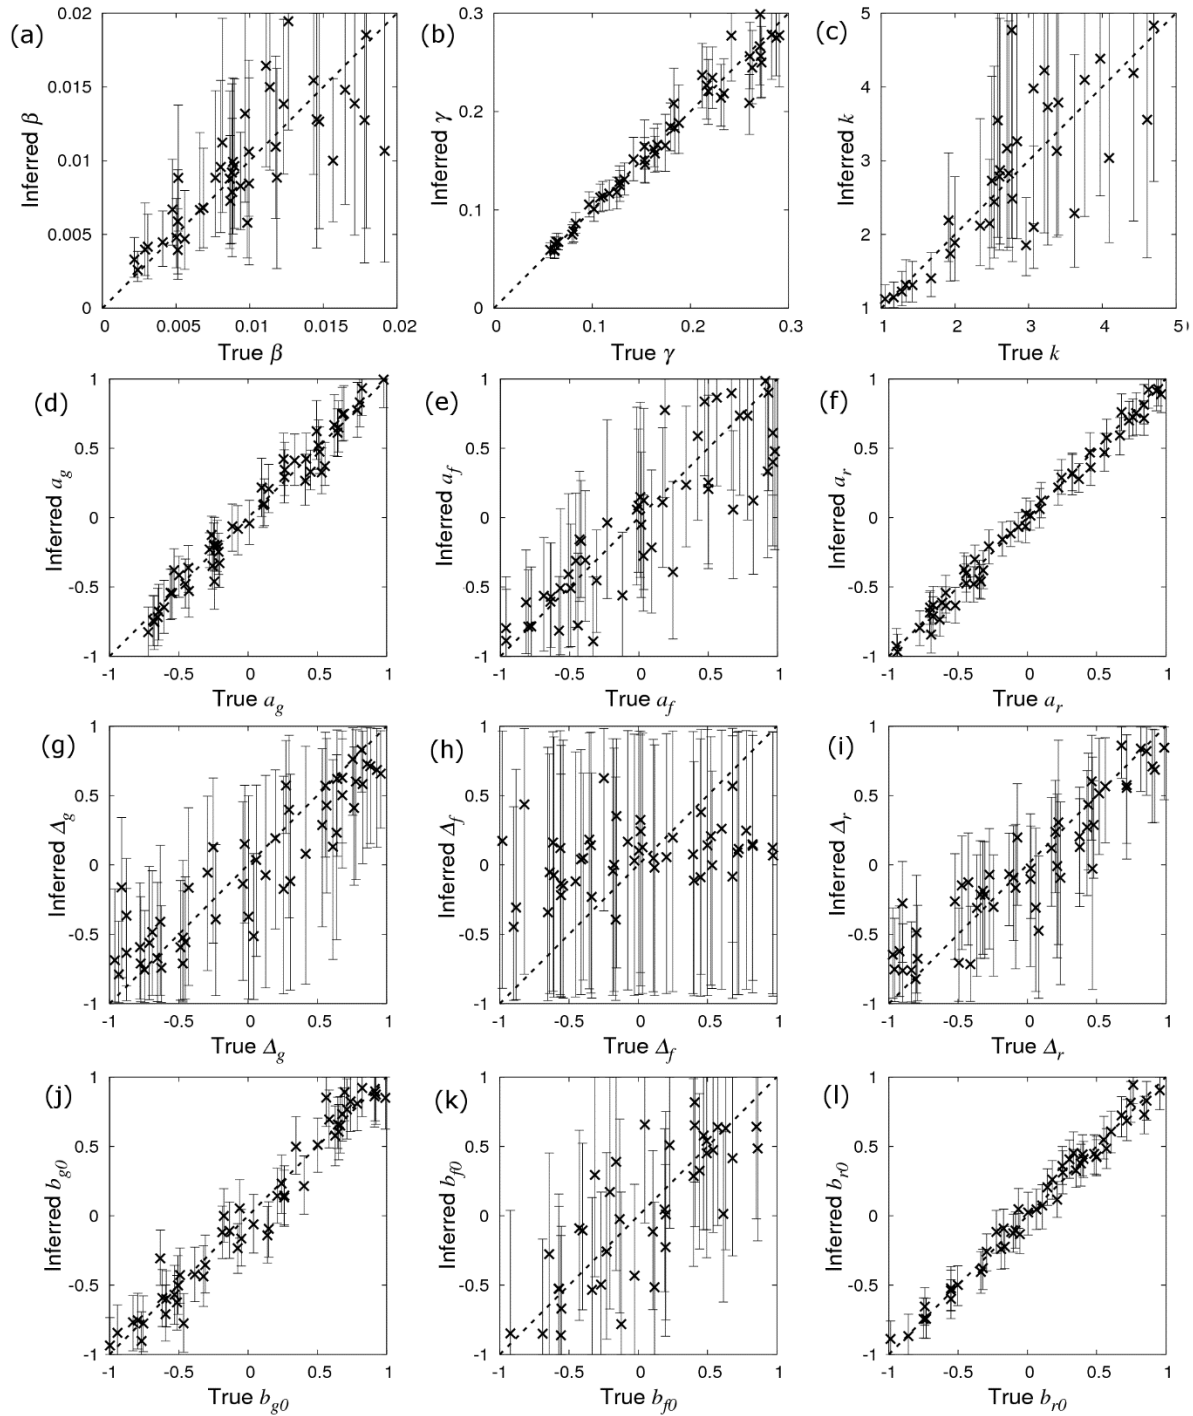 (a)
0.02
0.015
0.01
0.005
0
Inferred β
0 0.005 0.01 0.015 0.02
True β
(b)
0.3
0.2
0.1
0
Inferred γ
0 0.1 0.2 0.3
True γ
(c)
5
4
3
2
1
Inferred k
1 2 3 4 5
True k
(d)
1
0.5
0
-0.5
-1
Inferred a_g
-1 -0.5 0 0.5 1
True a_g
(e)
1
0.5
0
-0.5
-1
Inferred a_f
-1 -0.5 0 0.5 1
True a_f
(f)
1
0.5
0
-0.5
-1
Inferred a_r
-1 -0.5 0 0.5 1
True a_r
(g)
1
0.5
0
-0.5
-1
Inferred Δ_g
-1 -0.5 0 0.5 1
True Δ_g
(h)
1
0.5
0
-0.5
-1
Inferred Δ_f
-1 -0.5 0 0.5 1
True Δ_f
(i)
1
0.5
0
-0.5
-1
Inferred Δ_r
-1 -0.5 0 0.5 1
True Δ_r
(j)
1
0.5
0
-0.5
-1
Inferred b_g0
-1 -0.5 0 0.5 1
True b_g0
(k)
1
0.5
0
-0.5
-1
Inferred b_f0
-1 -0.5 0 0.5 1
True b_f0
(l)
1
0.5
0
-0.5
-1
Inferred b_r0
-1 -0.5 0 0.5 1
True b_r0